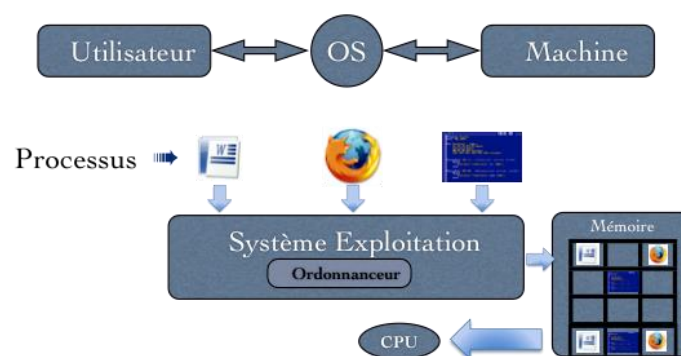 Utilisateur
OS
Machine
Processus
W
Système Exploitation
Ordonnanceur
Mémoire
CPU